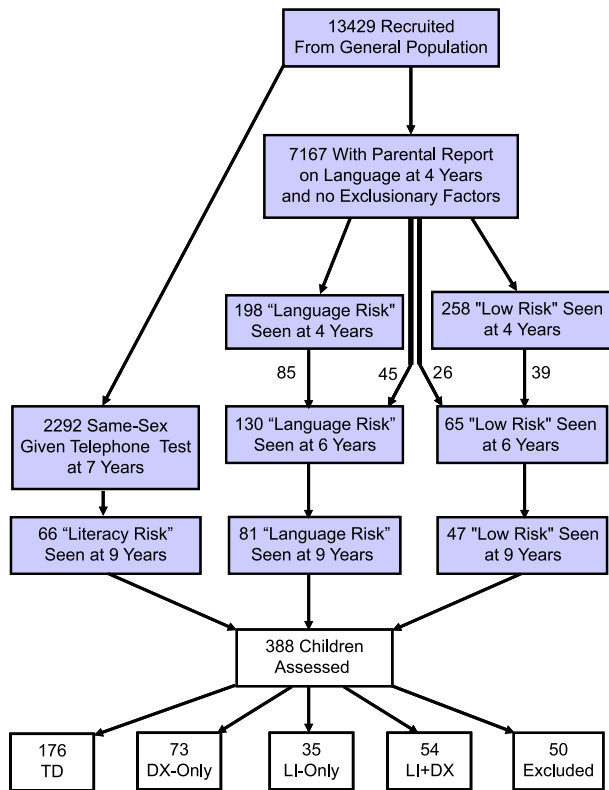 13429 Recruited
From General Population
7167 With Parental Report
on Language at 4 Years
and no Exclusionary Factors
198 “Language Risk"
Seen at 4 Years
258 "Low Risk" Seen
at 4 Years
85
45
26
39
2292 Same-Sex
Given Telephone Test
at 7 Years
130 “Language Risk”
Seen at 6 Years
65 "Low Risk" Seen
at 6 Years
66 “Literacy Risk”
Seen at 9 Years
81 “Language Risk”
Seen at 9 Years
47 "Low Risk" Seen
at 9 Years
388 Children
Assessed
176
TD
73
DX-Only
35
LI-Only
54
LI+DX
50
Excluded